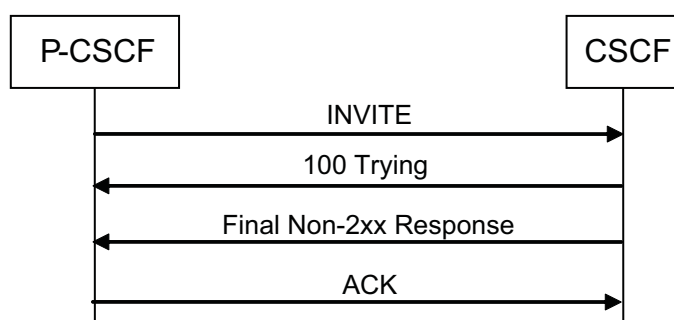 P-CSCF
CSCF
INVITE
100 Trying
Final Non-2xx Response
ACK